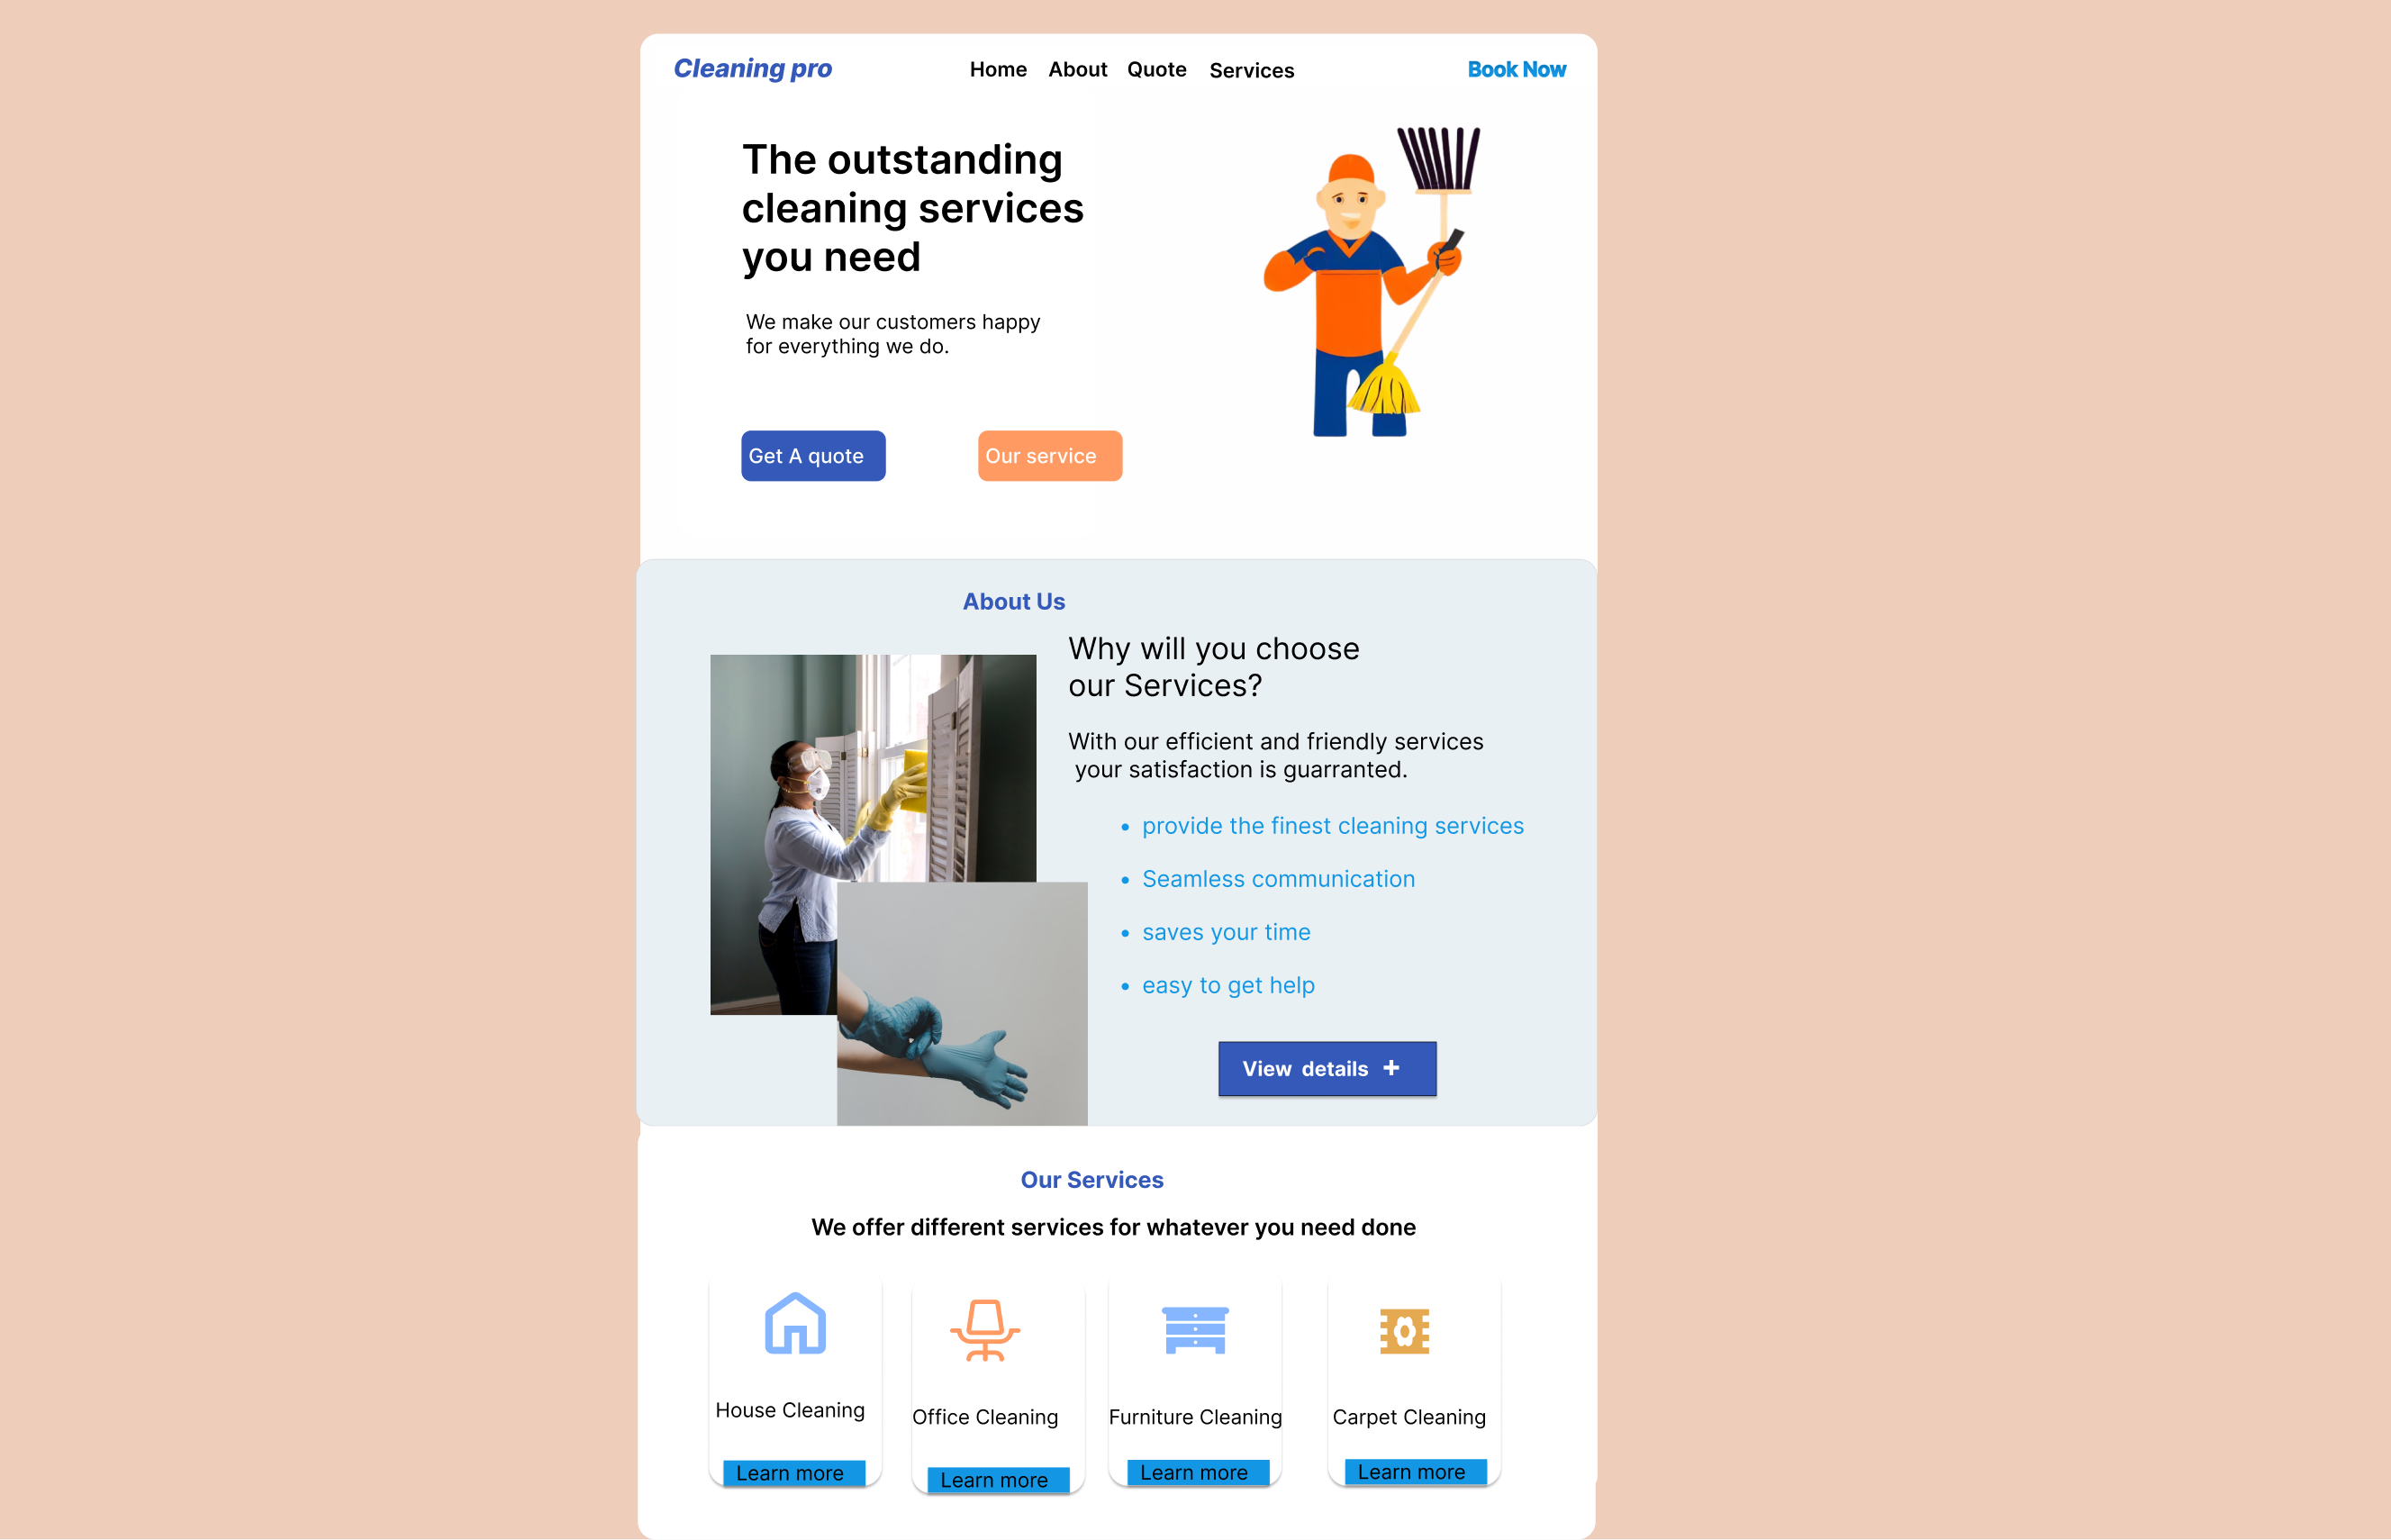 Cleaning pro
Home About Quote Services
Book Now
The outstanding
cleaning services
you need
We make our customers happy
for everything we do.
Get A quote
Our service
About Us
Why will you choose
our Services?
With our efficient and friendly services
your satisfaction is guarranted.
• provide the finest cleaning services
• Seamless communication
• saves your time
• easy to get help
View details +
Our Services
We offer different services for whatever you need done
House Cleaning
Office Cleaning
Furniture Cleaning
Carpet Cleaning
Learn more
Learn more
Learn more
Learn more